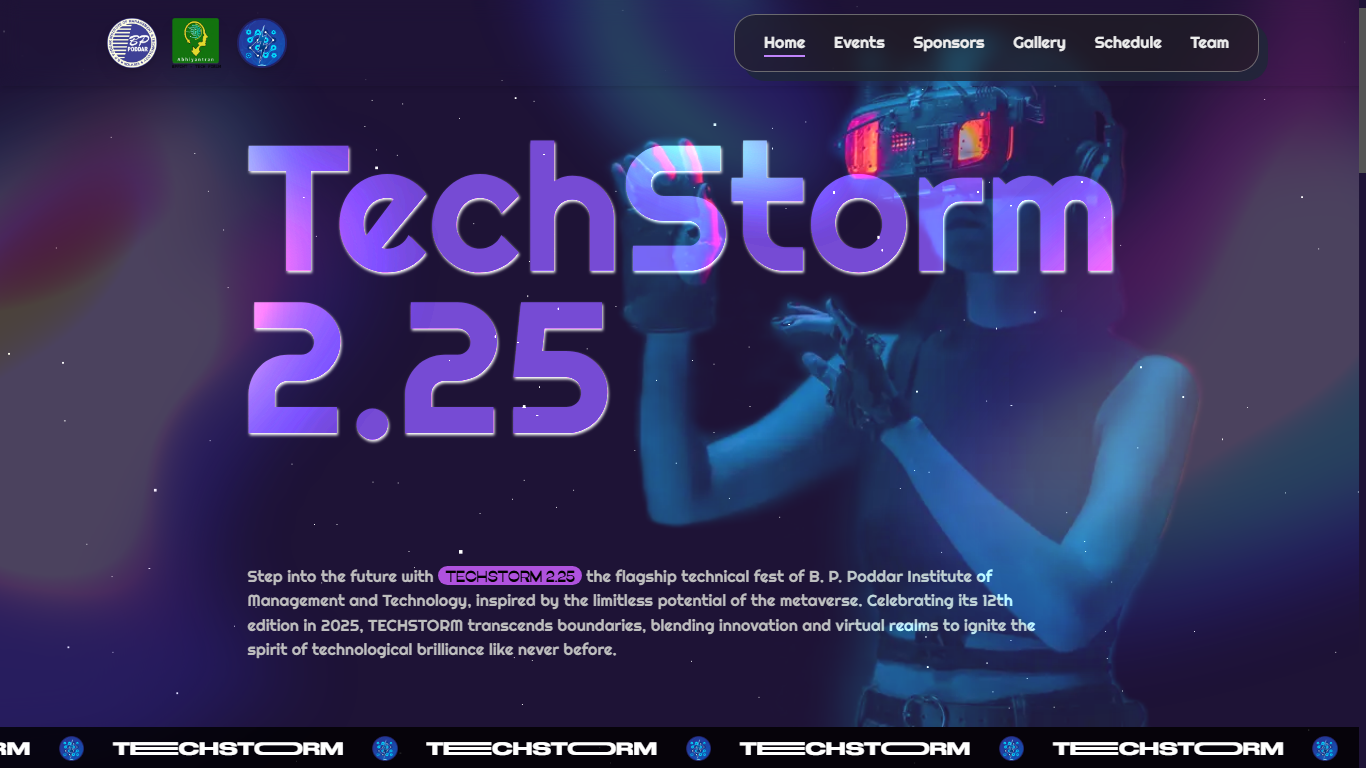 BP
PODDAR
Abhiyantran
Home
Events
Sponsors
Gallery
Schedule
Team
TechStorm
2.25
Step into the future with TECHSTORM 2.25 the flagship technical fest of B. P. Poddar Institute of
Management and Technology, inspired by the limitless potential of the metaverse. Celebrating its 12th
edition in 2025, TECHSTORM transcends boundaries, blending innovation and virtual realms to ignite the
spirit of technological brilliance like never before.
RM TECHSTORM TECHSTORM TECHSTORM TECHSTORM